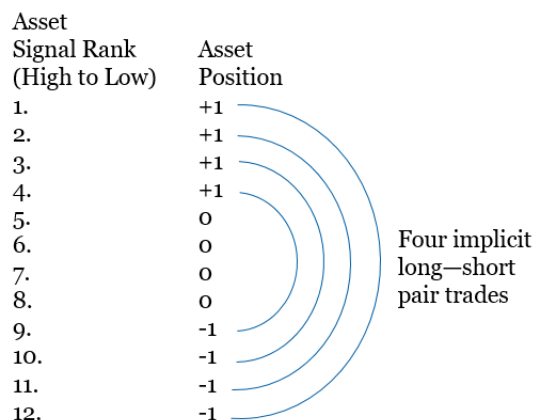 Asset
Signal Rank
(High to Low)
Asset
Position
1. +1
2. +1
3. +1
4. +1
5. 0
6. 0
7. 0
8. 0
9. -1
10. -1
11. -1
12. -1
Four implicit
long—short
pair trades